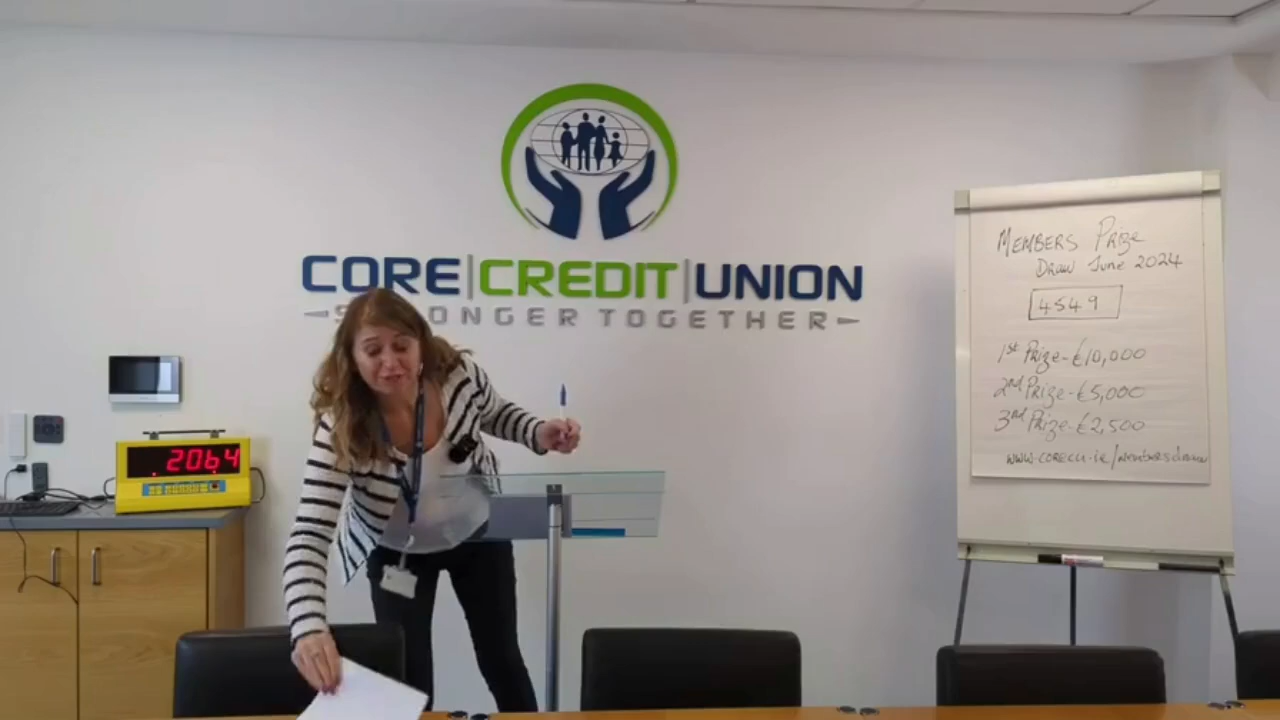 CORE|CREDIT|UNION
ONGER TOGETHER
2064
MEMBERS Prize
DRAW June 2024
4549
1st Prize-€10,000
2nd Prize-€5,000
3rd Prize-€2,500
www.corecu.ie/membersdraw